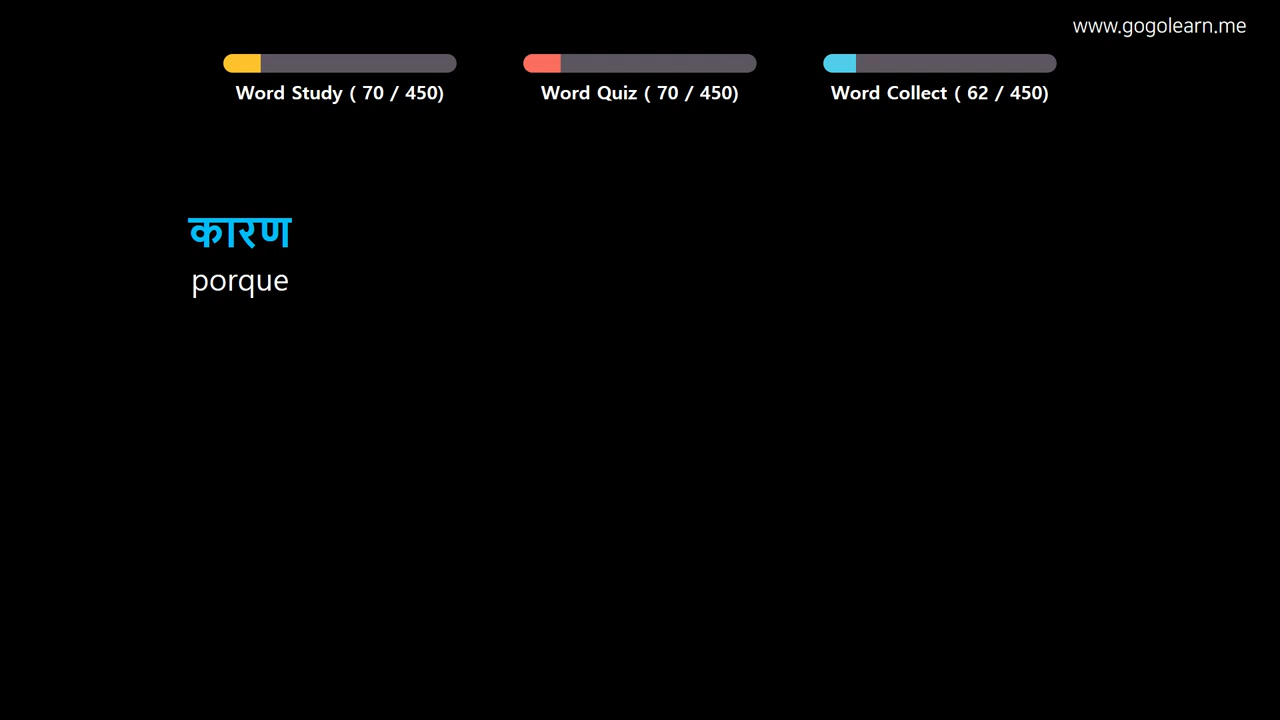 www.gogolearn.me
Word Study ( 70 / 450)
Word Quiz ( 70 / 450)
Word Collect ( 62 / 450)
कारण
porque